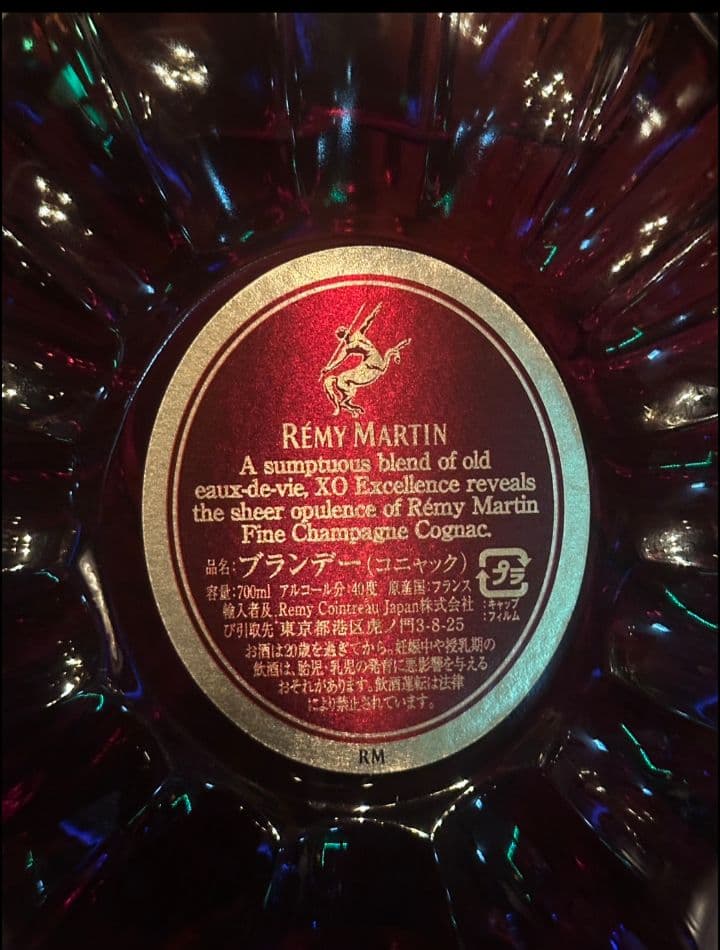 RÉMY MARTIN
A sumptuous blend of old
eaux-de-vie, XO Excellence reveals
the sheer opulence of Rémy Martin
Fine Champagne Cognac.
品名:ブランデー(コニャック)
プラ
容量:700ml アルコール分:40度 原産国:フランス
:キャップ
:フィルム
輸入者及 Remy Cointreau Japan株式会社
び引取先 東京都港区虎ノ門3-8-25
お酒は20歳を過ぎてから。妊娠中や授乳期の
飲酒は、胎児・乳児の発育に悪影響を与える
おそれがあります。飲酒運転は法律
により禁止されています。
RM